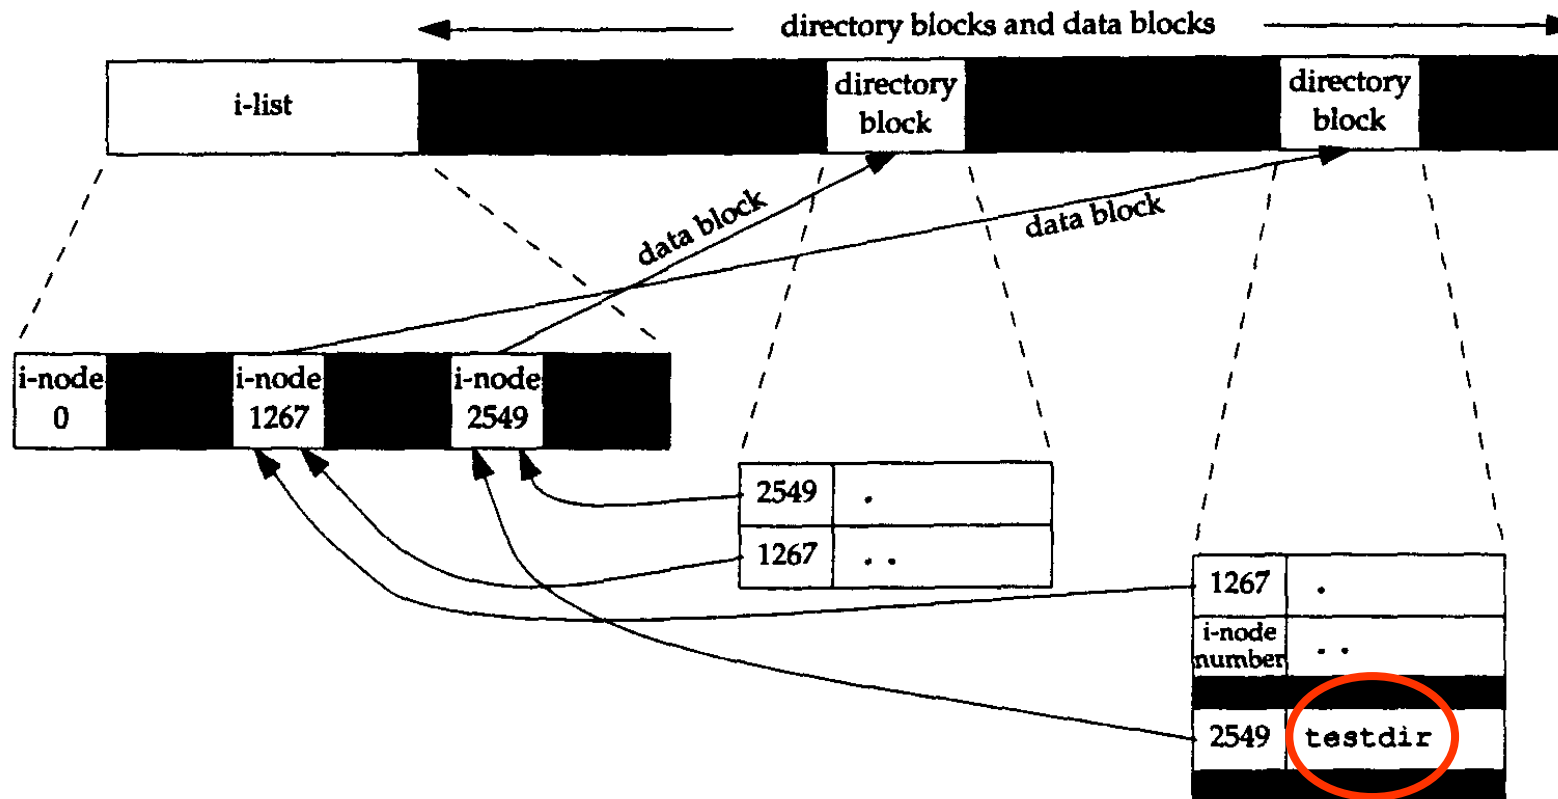 directory blocks and data blocks
i-list
directory
block
directory
block
data block
data block
i-node
0
i-node
1267
i-node
2549
2549 .
1267 . .
1267 .
i-node
number . .
2549 testdir